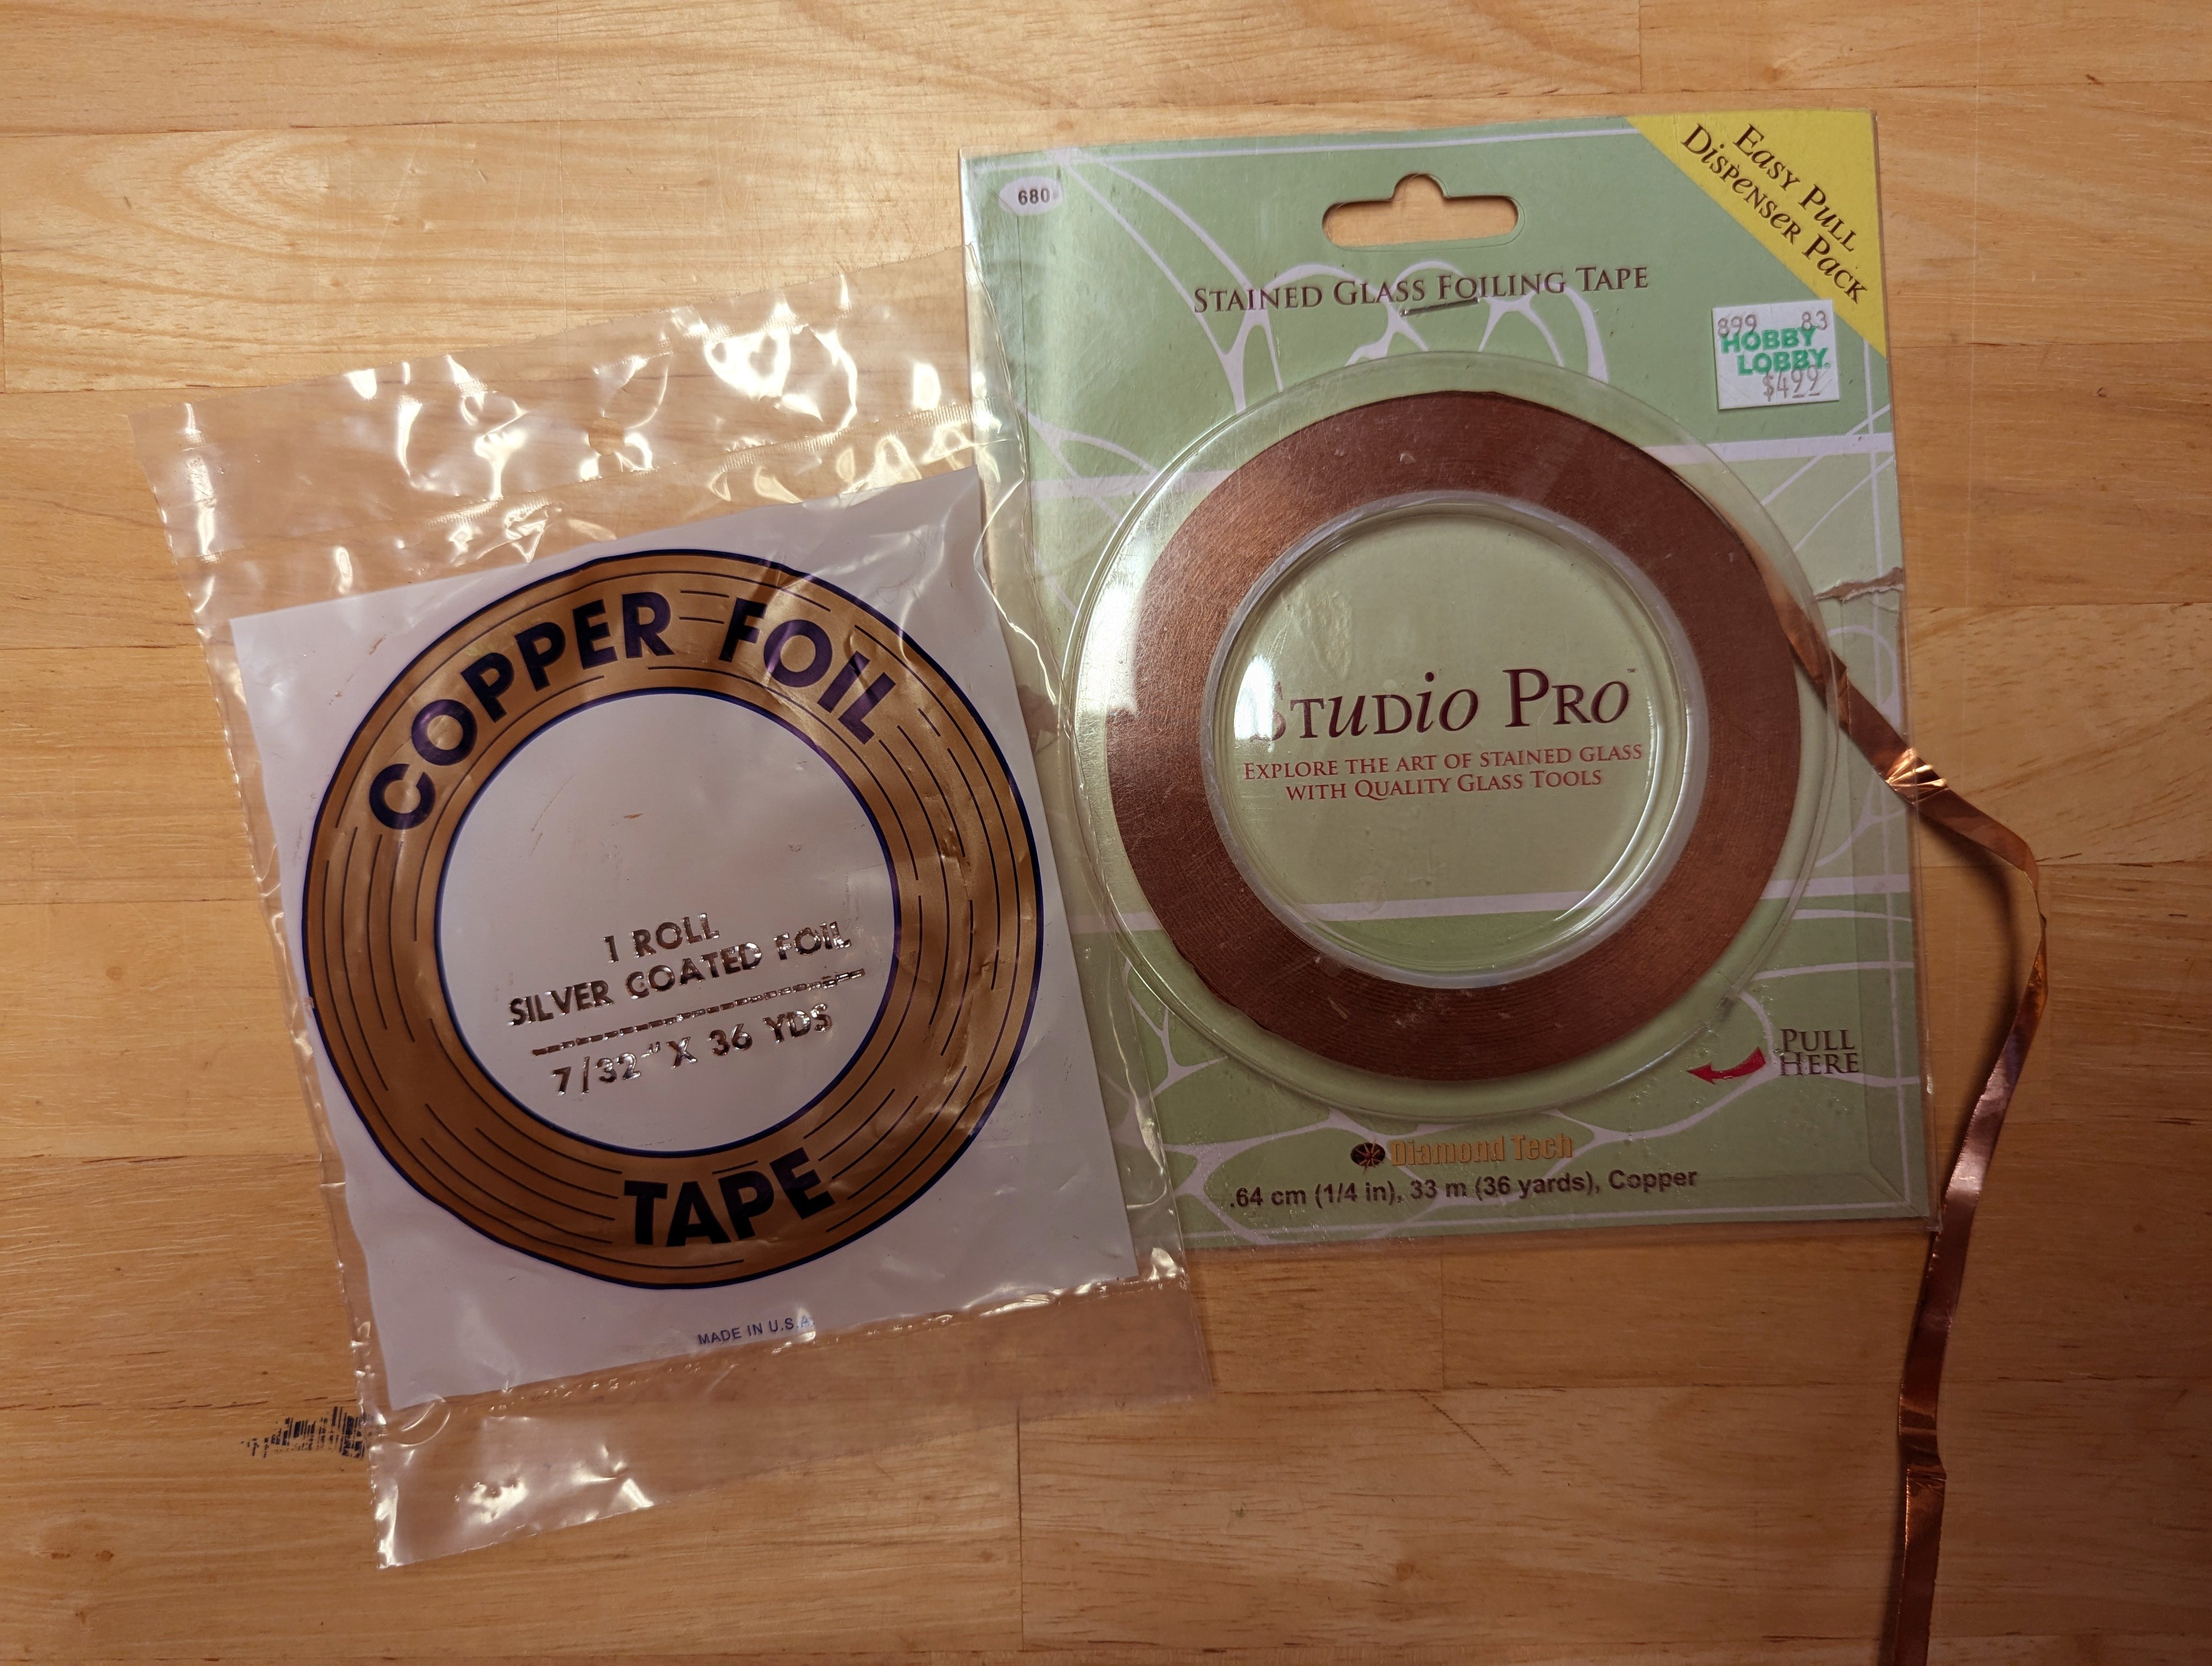 COPPER FOIL
1 ROLL
SILVER COATED FOIL
7/32" X 36 YDS
TAPE
MADE IN U.S.A.
680
EASY PULL
DISPENSER PACK
STAINED GLASS FOILING TAPE
899 83
HOBBY
LOBBY
$4.99
STUDIO PRO™
EXPLORE THE ART OF STAINED GLASS
WITH QUALITY GLASS TOOLS
PULL
HERE
Diamond Tech
.64 cm (1/4 in), 33 m (36 yards), Copper